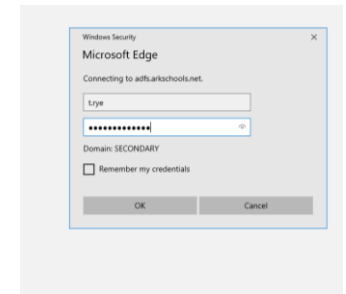 Windows Security
Microsoft Edge
Connecting to adfs.arkschools.net.
t.rye
●●●●●●●●●●●●●
Domain: SECONDARY
Remember my credentials
OK Cancel